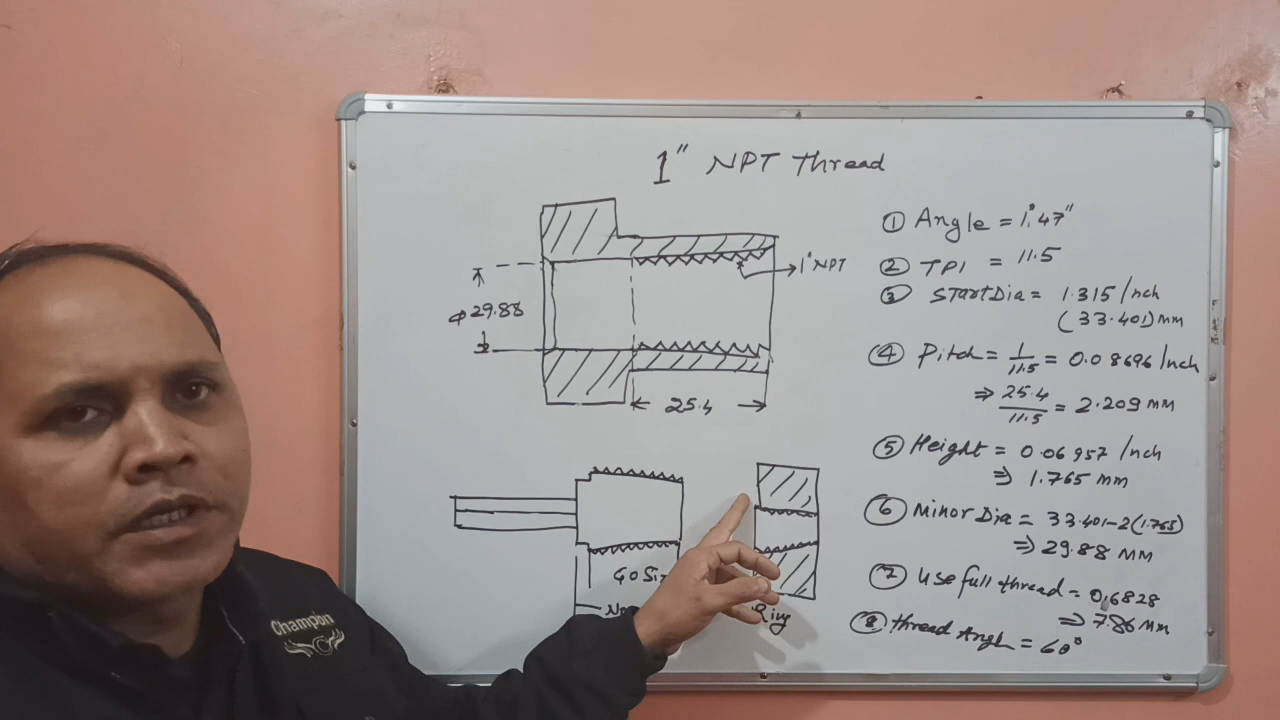 1" NPT Thread
① Angle = 1°.47"
② TPI = 11.5
③ Start Dia = 1.315 Inch
(33.401) MM
④ Pitch = 1/11.5 = 0.08696 Inch
⇒ 25.4/11.5 = 2.209 MM
⑤ Height = 0.06957 Inch
⇒ 1.765 MM
⑥ Minor Dia = 33.401-2(1.765)
⇒ 29.88 MM
⑦ Use full thread = 0.6828
⇒ 786 MM
⑧ thread Angle = 60°
1" NPT
Φ29.88
25.4
Go
Ring
Champion